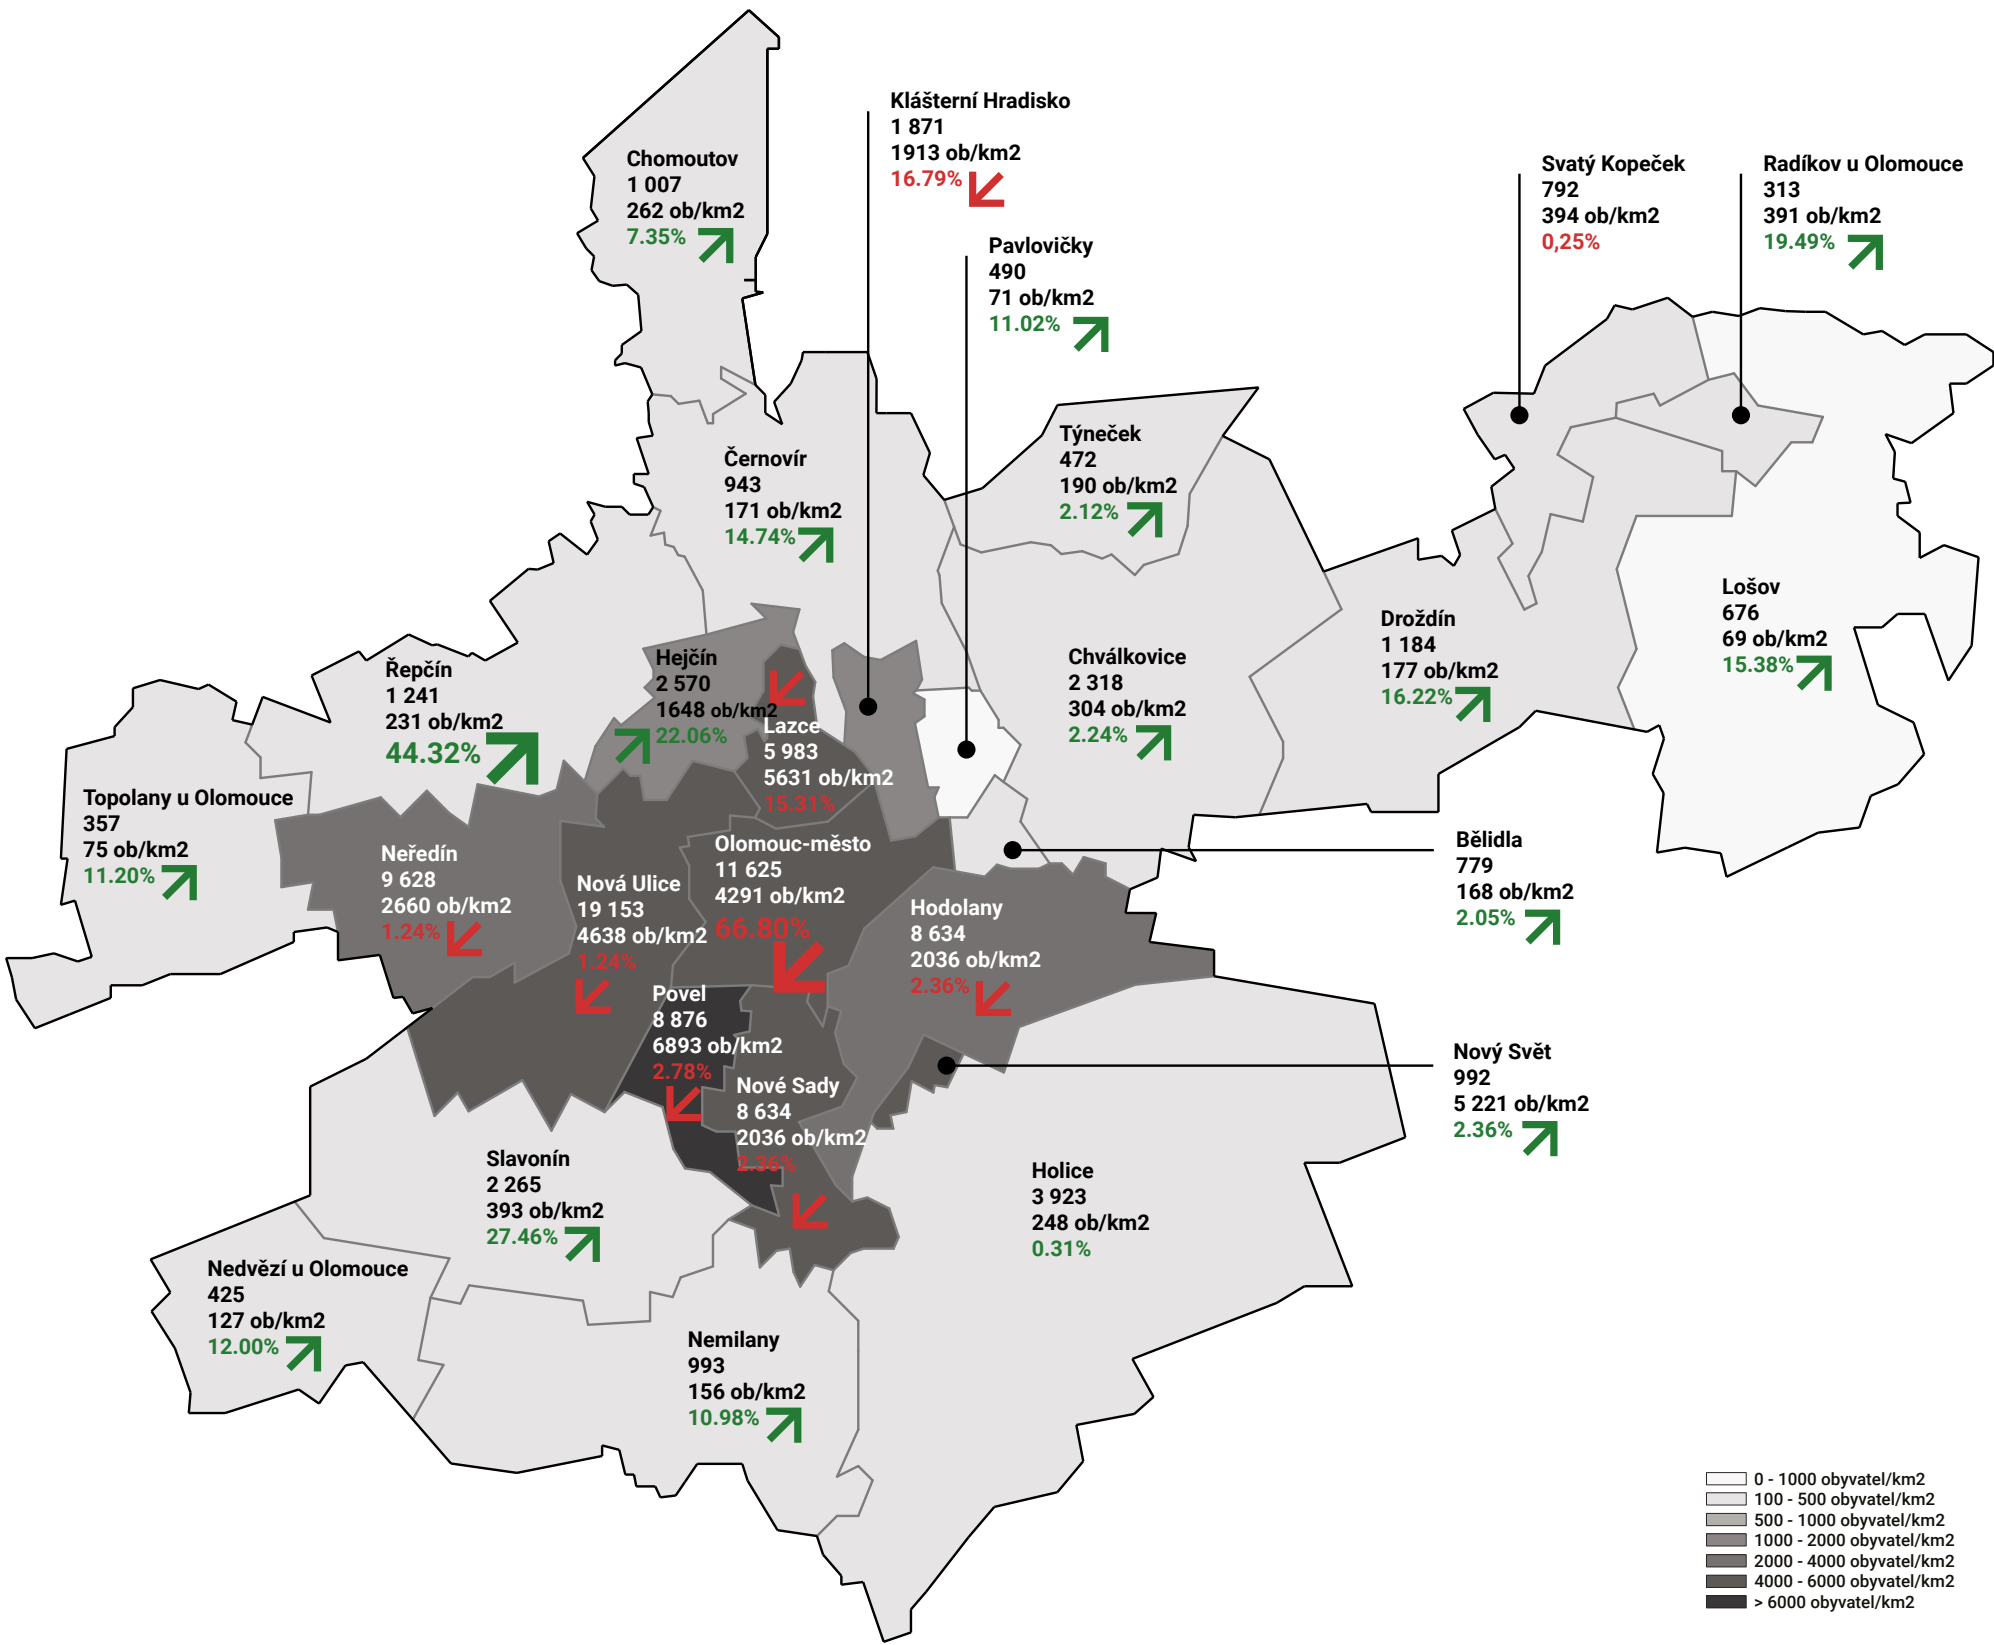 Klášterní Hradisko
1 871
1913 ob/km2
16.79%
Chomoutov
1 007
262 ob/km2
7.35%
Svatý Kopeček
792
394 ob/km2
0,25%
Radíkov u Olomouce
313
391 ob/km2
19.49%
Pavlovičky
490
71 ob/km2
11.02%
Týneček
472
190 ob/km2
2.12%
Černovír
943
171 ob/km2
14.74%
Lošov
676
69 ob/km2
15.38%
Droždín
1 184
177 ob/km2
16.22%
Chválkovice
2 318
304 ob/km2
2.24%
Hejčín
2 570
1648 ob/km2
22.06%
Řepčín
1 241
231 ob/km2
44.32%
Lazce
5 983
5631 ob/km2
15.31%
Topolany u Olomouce
357
75 ob/km2
11.20%
Neředín
9 628
2660 ob/km2
1.24%
Nová Ulice
19 153
4638 ob/km2
1.24%
Olomouc-město
11 625
4291 ob/km2
66.80%
Bělidla
779
168 ob/km2
2.05%
Hodolany
8 634
2036 ob/km2
2.36%
Povel
8 876
6893 ob/km2
2.78%
Nové Sady
8 634
2036 ob/km2
2.36%
Nový Svět
992
5 221 ob/km2
2.36%
Slavonín
2 265
393 ob/km2
27.46%
Holice
3 923
248 ob/km2
0.31%
Nedvězí u Olomouce
425
127 ob/km2
12.00%
Nemilany
993
156 ob/km2
10.98%
0 - 1000 obyvatel/km2
100 - 500 obyvatel/km2
500 - 1000 obyvatel/km2
1000 - 2000 obyvatel/km2
2000 - 4000 obyvatel/km2
4000 - 6000 obyvatel/km2
> 6000 obyvatel/km2